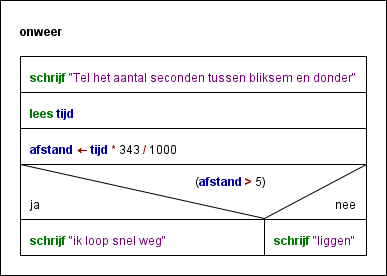 onweer
schrijf "Tel het aantal seconden tussen bliksem en donder"
lees tijd
afstand ← tijd * 343 / 1000
(afstand > 5)
ja nee
schrijf "ik loop snel weg" schrijf "liggen"